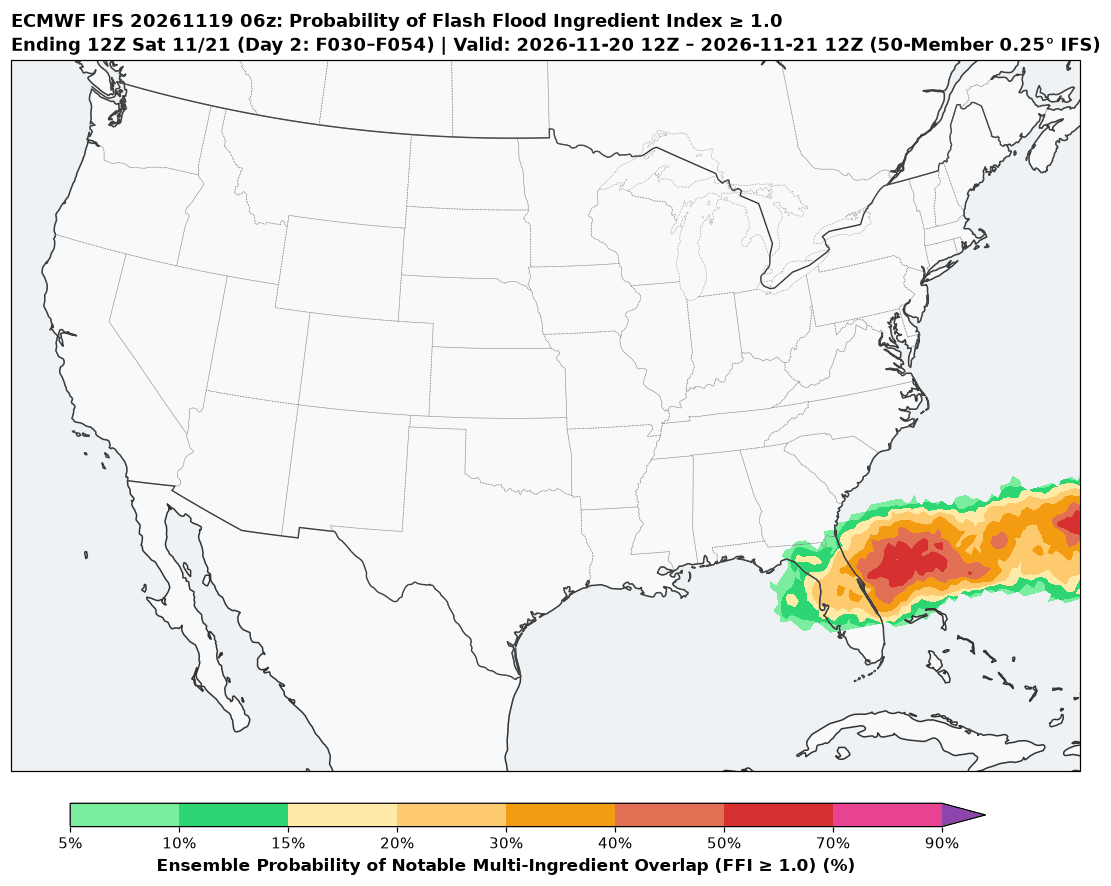 ECMWF IFS 20261119 06z: Probability of Flash Flood Ingredient Index ≥ 1.0
Ending 12Z Sat 11/21 (Day 2: F030–F054) | Valid: 2026-11-20 12Z – 2026-11-21 12Z (50-Member 0.25° IFS)
5% 10% 15% 20% 30% 40% 50% 70% 90%
Ensemble Probability of Notable Multi-Ingredient Overlap (FFI ≥ 1.0) (%)